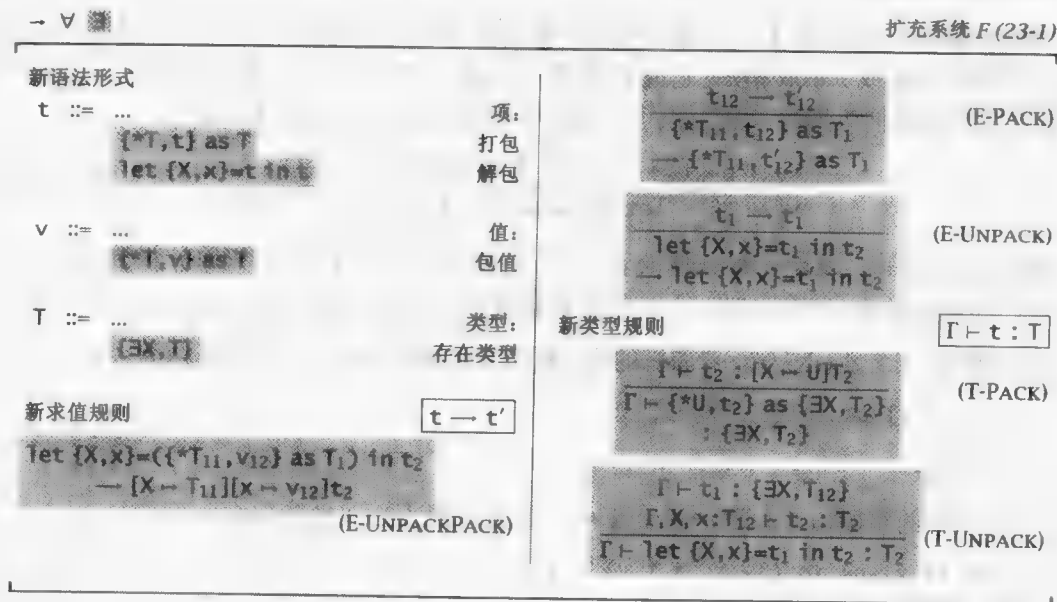 → ∀ ∃
扩充系统 F (23-1)
新语法形式
t ::= ... 项:
{*T,t} as T 打包
let {X,x}=t in t 解包
v ::= ... 值:
{*T,v} as T 包值
T ::= ... 类型:
{∃X,T} 存在类型
新求值规则 t → t′
let {X,x}=({*T₁₁,v₁₂} as T₁) in t₂
→ [X ↦ T₁₁][x ↦ v₁₂]t₂
(E-UNPACKPACK)
t₁₂ → t′₁₂
(E-PACK)
{*T₁₁,t₁₂} as T₁
→ {*T₁₁,t′₁₂} as T₁
t₁ → t′₁
(E-UNPACK)
let {X,x}=t₁ in t₂
→ let {X,x}=t′₁ in t₂
新类型规则 Γ ⊢ t : T
Γ ⊢ t₂ : [X ↦ U]T₂
(T-PACK)
Γ ⊢ {*U,t₂} as {∃X,T₂}
: {∃X,T₂}
Γ ⊢ t₁ : {∃X,T₁₂}
Γ, X, x:T₁₂ ⊢ t₂ : T₂
(T-UNPACK)
Γ ⊢ let {X,x}=t₁ in t₂ : T₂